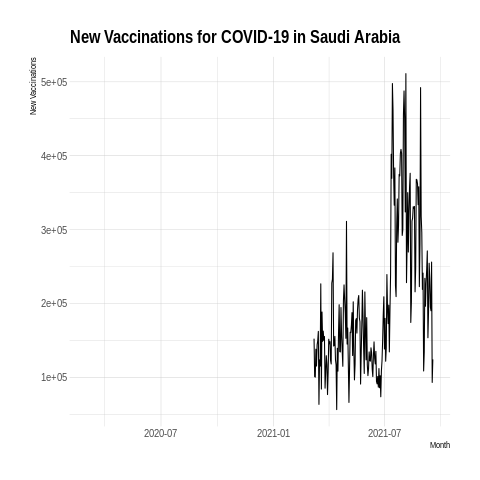 New Vaccinations for COVID-19 in Saudi Arabia
New Vaccinations
5e+05
4e+05
3e+05
2e+05
1e+05
2020-07
2021-01
2021-07
Month